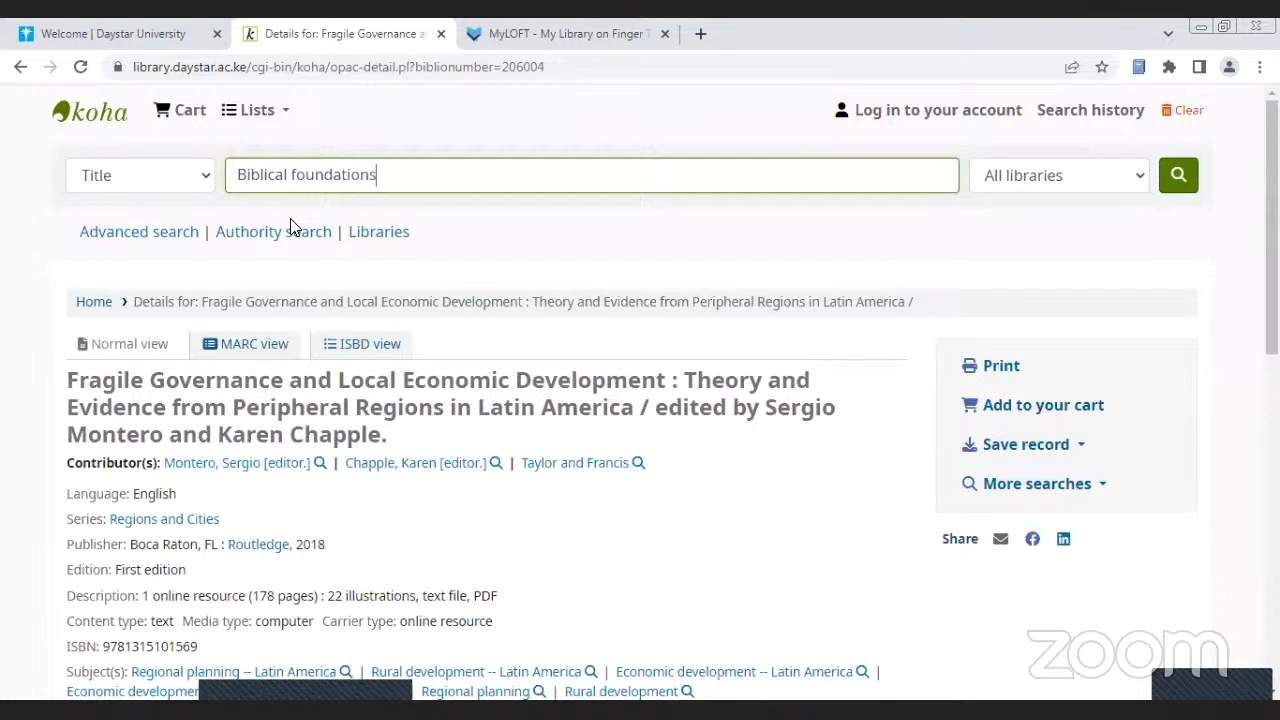 Welcome | Daystar University
Details for: Fragile Governance a
MyLOFT - My Library on Finger T
library.daystar.ac.ke/cgi-bin/koha/opac-detail.pl?biblionumber=206004
koha Cart Lists Log in to your account Search history Clear
Title Biblical foundations All libraries
Advanced search | Authority search | Libraries
Home › Details for: Fragile Governance and Local Economic Development : Theory and Evidence from Peripheral Regions in Latin America /
Normal view MARC view ISBD view
Fragile Governance and Local Economic Development : Theory and
Evidence from Peripheral Regions in Latin America / edited by Sergio
Montero and Karen Chapple.
Contributor(s): Montero, Sergio [editor.] | Chapple, Karen [editor.] | Taylor and Francis
Language: English
Series: Regions and Cities
Publisher: Boca Raton, FL : Routledge, 2018
Edition: First edition
Description: 1 online resource (178 pages) : 22 illustrations, text file, PDF
Content type: text Media type: computer Carrier type: online resource
ISBN: 9781315101569
Subject(s): Regional planning -- Latin America | Rural development -- Latin America | Economic development -- Latin America |
Economic Regional planning | Rural development
Print
Add to your cart
Save record
More searches
Share
zoom